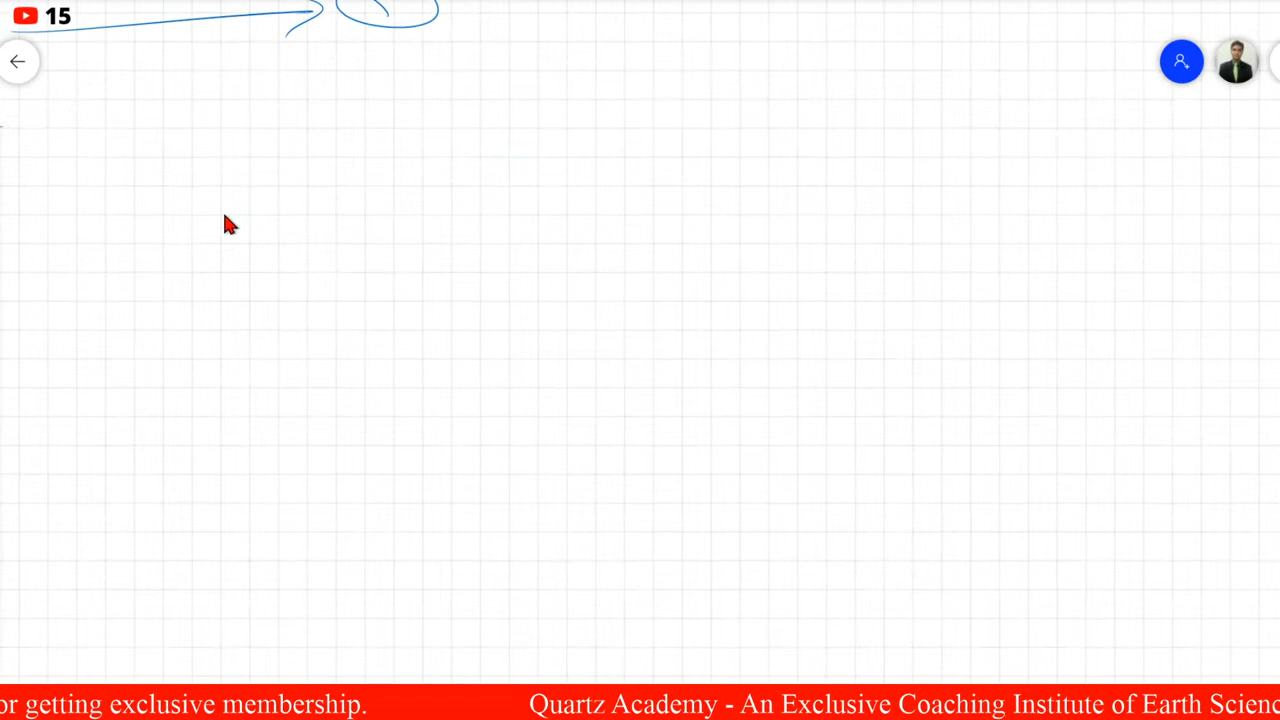 15
or getting exclusive membership. Quartz Academy - An Exclusive Coaching Institute of Earth Scienc